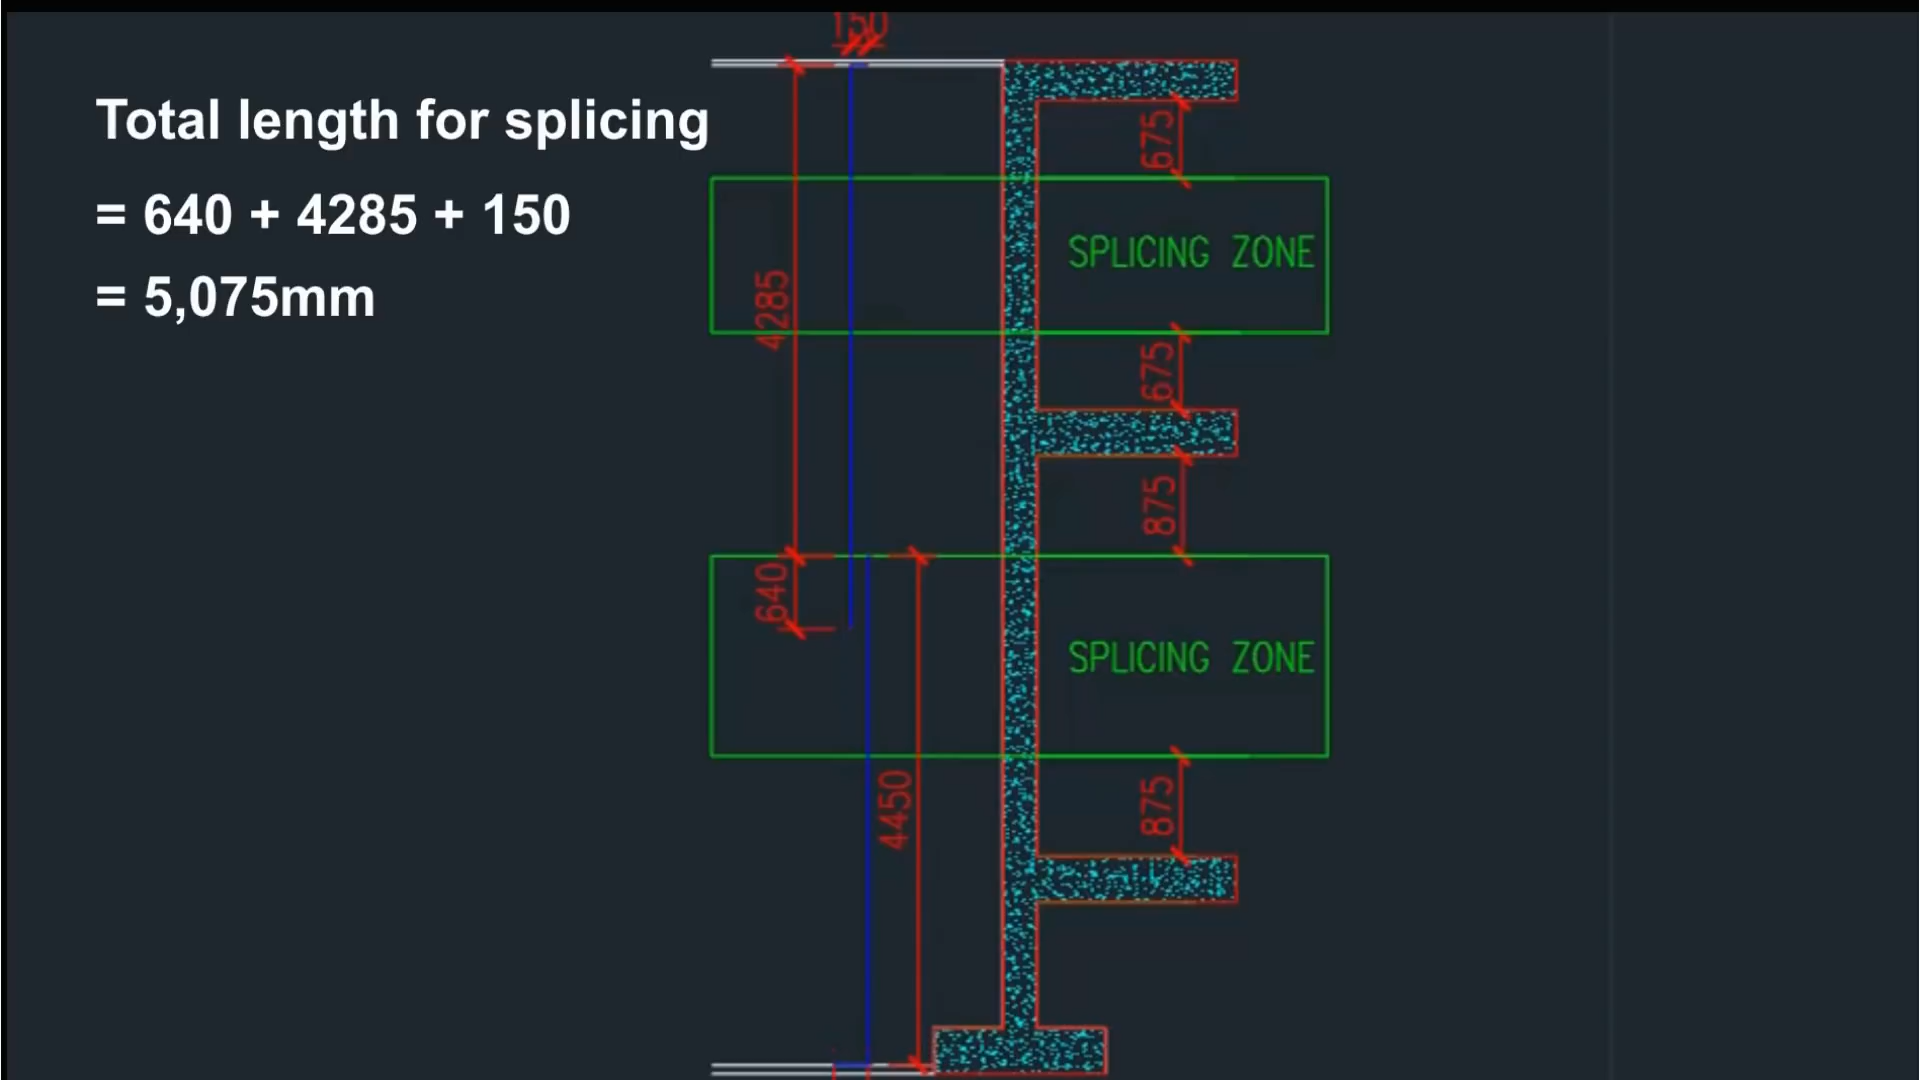 150
Total length for splicing
= 640 + 4285 + 150
= 5,075mm
675
SPLICING ZONE
4285
675
875
640
SPLICING ZONE
4450
875